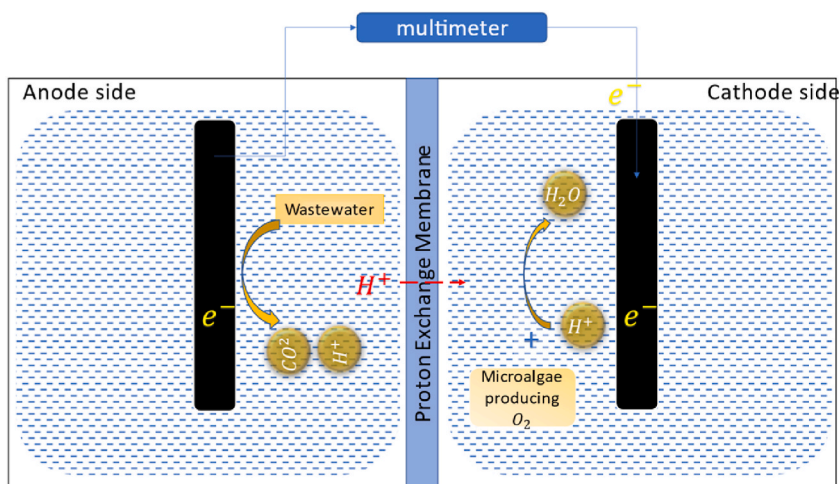 multimeter
Anode side
Cathode side
e⁻
Wastewater
H₂O
Proton Exchange Membrane
H⁺
e⁻
CO²
H⁺
H⁺
+
e⁻
Microalgae
producing
O₂